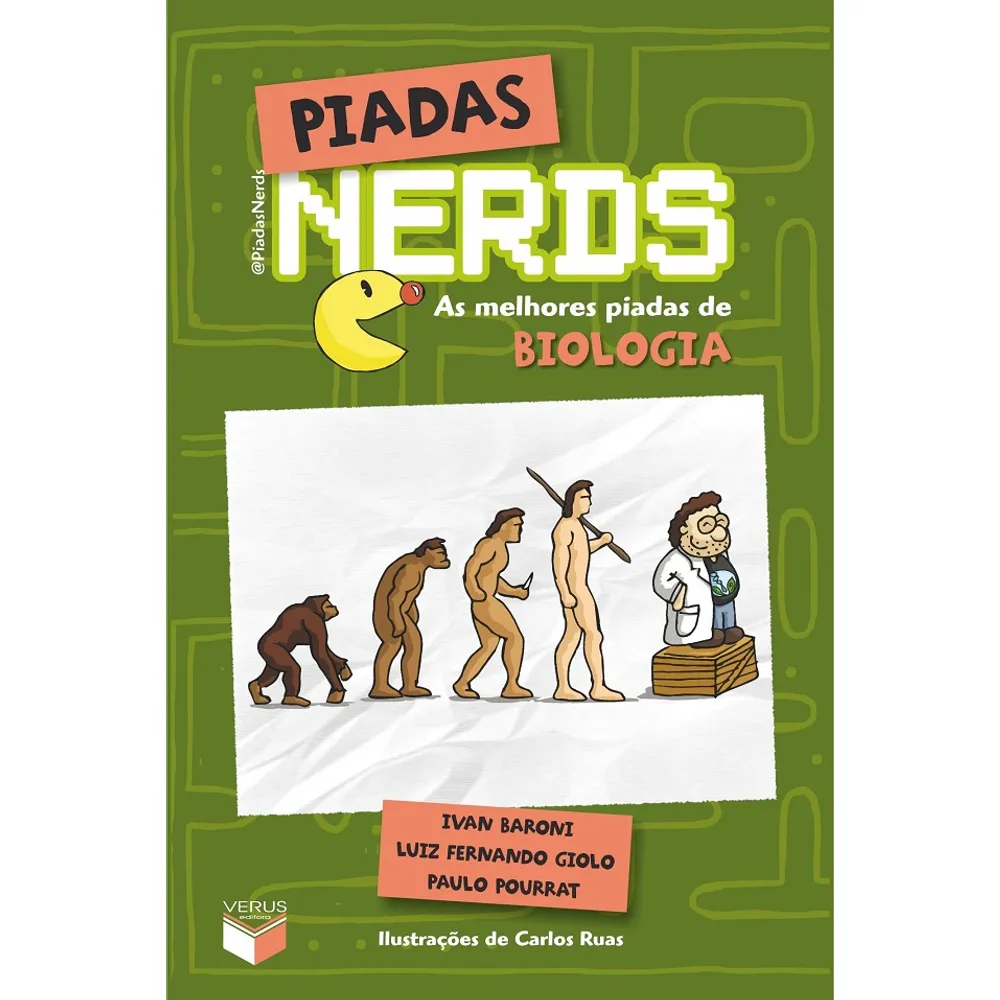 PIADAS
@PiadasNerds
NERDS
As melhores piadas de
BIOLOGIA
IVAN BARONI
LUIZ FERNANDO GIOLO
PAULO POURRAT
VERUS
editora
Ilustrações de Carlos Ruas